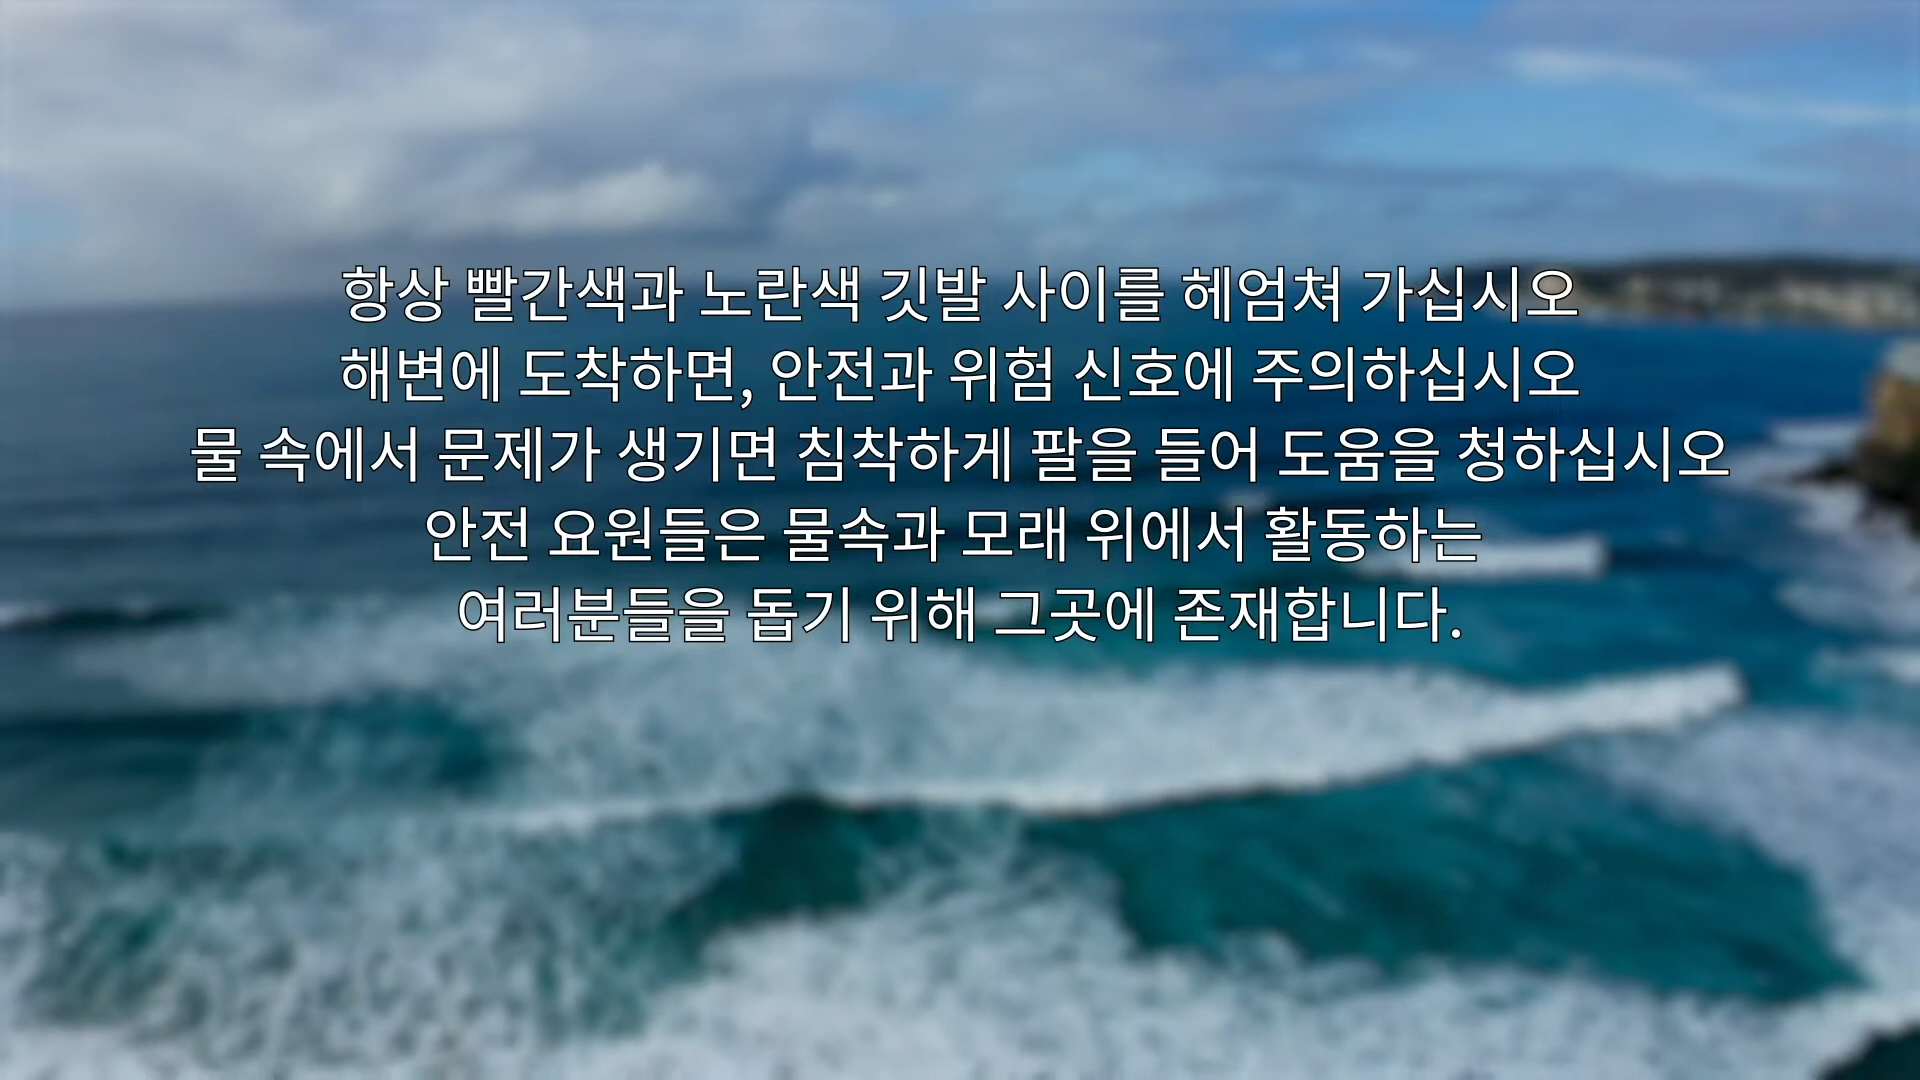 항상 빨간색과 노란색 깃발 사이를 헤엄쳐 가십시오
해변에 도착하면, 안전과 위험 신호에 주의하십시오
물 속에서 문제가 생기면 침착하게 팔을 들어 도움을 청하십시오
안전 요원들은 물속과 모래 위에서 활동하는
여러분들을 돕기 위해 그곳에 존재합니다.